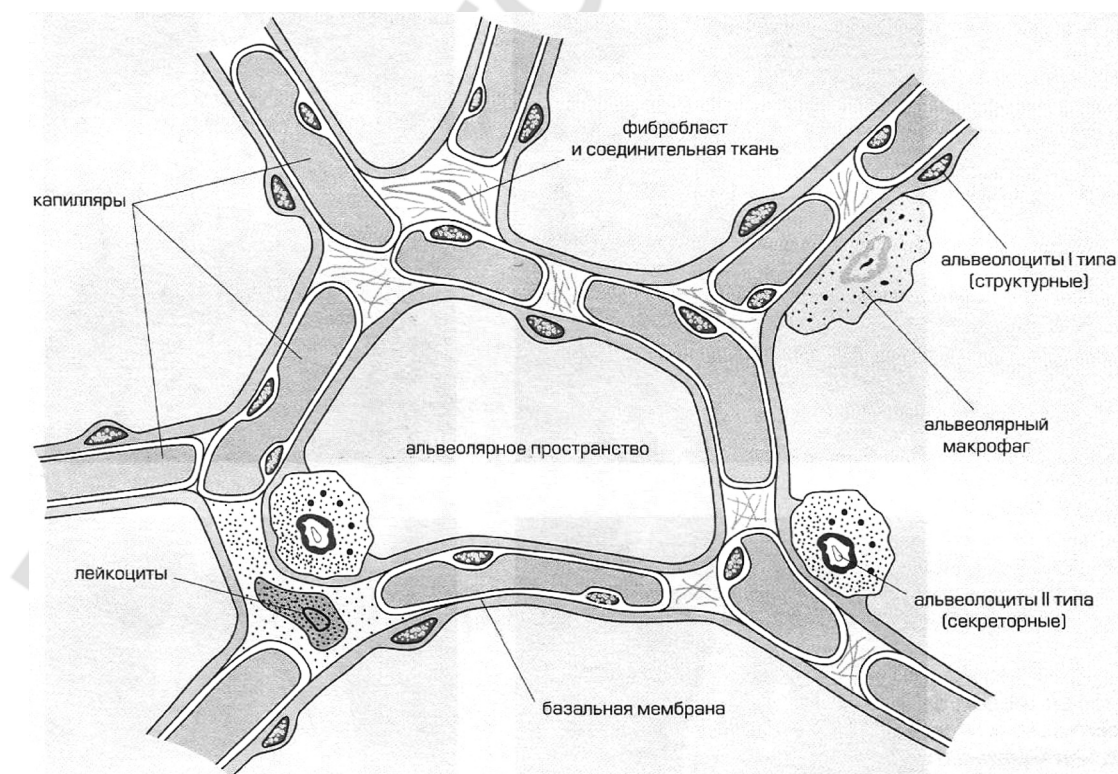 фибробласт
и соединительная ткань
капилляры
альвеолоциты I типа
(структурные)
альвеолярный
макрофаг
альвеолярное пространство
лейкоциты
альвеолоциты II типа
(секреторные)
базальная мембрана